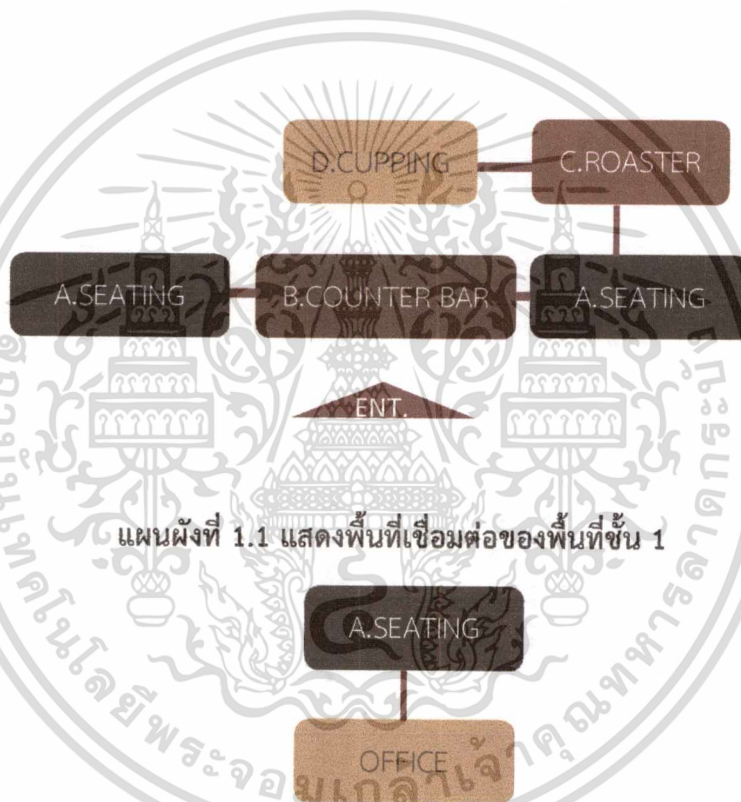 D.CUPPING C.ROASTER
A.SEATING B.COUNTER BAR A.SEATING
ENT.
แผนผังที่ 1.1 แสดงพื้นที่เชื่อมต่อของพื้นที่ชั้น 1
A.SEATING
OFFICE